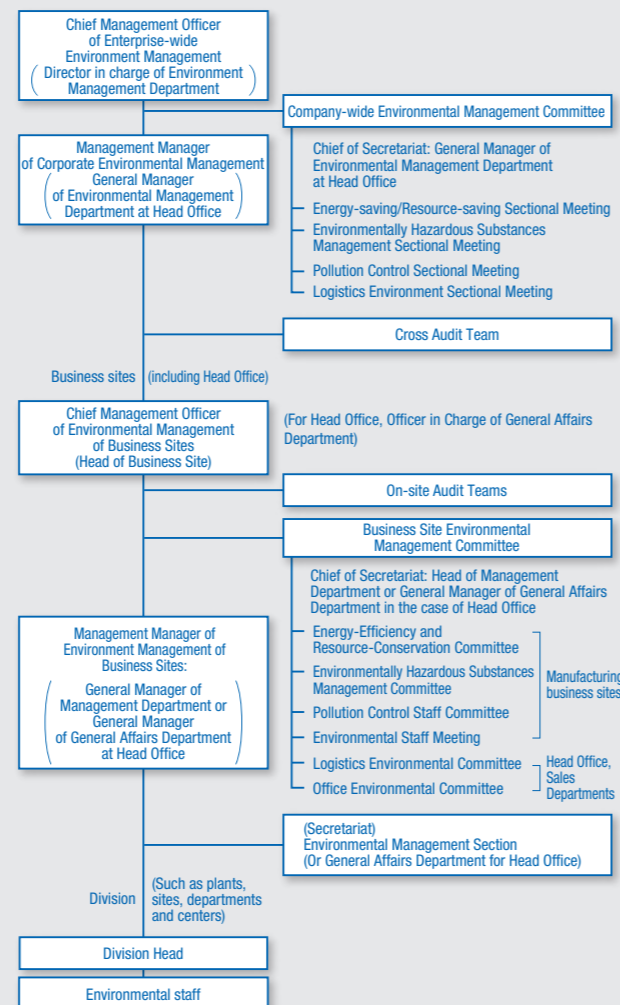 Chief Management Officer
of Enterprise-wide
Environment Management
(Director in charge of Environment
Management Department)
Company-wide Environmental Management Committee
Management Manager
of Corporate Environmental Management
(General Manager
of Environmental Management
Department at Head Office)
Chief of Secretariat: General Manager of
Environmental Management Department
at Head Office
Energy-saving/Resource-saving Sectional Meeting
Environmentally Hazardous Substances
Management Sectional Meeting
Pollution Control Sectional Meeting
Logistics Environment Sectional Meeting
Cross Audit Team
Business sites (including Head Office)
Chief Management Officer
of Environmental Management
of Business Sites
(Head of Business Site)
(For Head Office, Officer in Charge of General Affairs
Department)
On-site Audit Teams
Business Site Environmental
Management Committee
Chief of Secretariat: Head of Management
Department or General Manager of General Affairs
Department in the case of Head Office
Energy-Efficiency and
Resource-Conservation Committee
Environmentally Hazardous Substances
Management Committee
Pollution Control Staff Committee
Environmental Staff Meeting
Manufacturing
business sites
Logistics Environmental Committee
Office Environmental Committee
Head Office,
Sales
Departments
Management Manager of
Environment Management of
Business Sites:
(General Manager of
Management Department or
General Manager
of General Affairs Department
at Head Office)
(Secretariat)
Environmental Management Section
(Or General Affairs Department for Head Office)
Division
(Such as plants,
sites, departments
and centers)
Division Head
Environmental staff